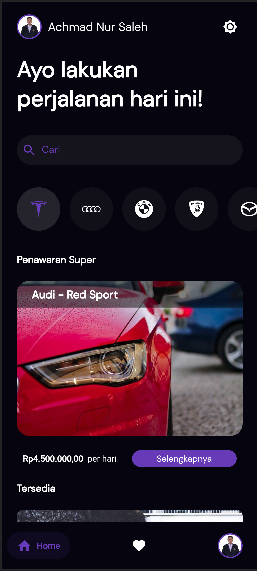 Achmad Nur Saleh
Ayo lakukan
perjalanan hari ini!
Cari
Penawaran Super
Audi - Red Sport
Rp4.500.000,00 per hari
Selengkapnya
Tersedia
Home